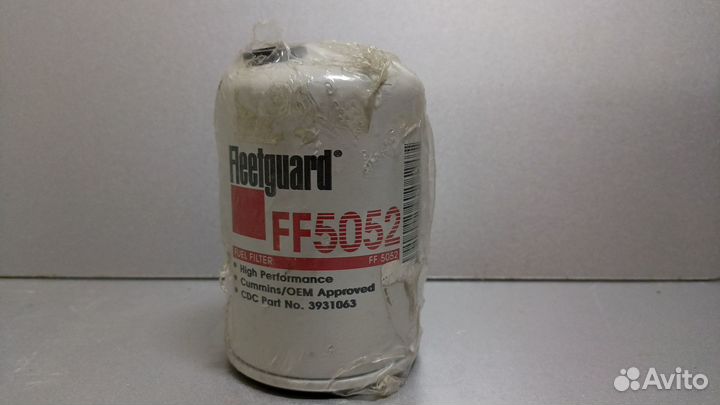 Fleetguard®
FF5052
FUEL FILTER FF 5052
• High Performance
• Cummins/OEM Approved
• CDC Part No. 3931063
Avito